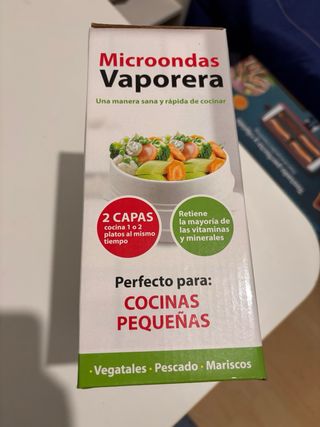 Microondas
Vaporera
Una manera sana y rápida de cocinar
2 CAPAS
cocina 1 o 2
platos al mismo
tiempo
Retiene
la mayoría de
las vitaminas
y minerales
Perfecto para:
COCINAS
PEQUEÑAS
· Vegatales · Pescado · Mariscos